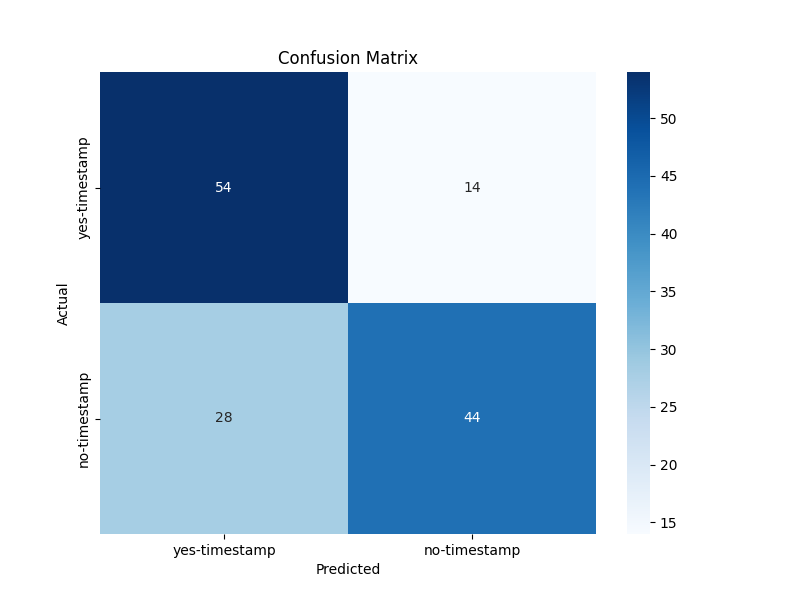 Confusion Matrix
yes-timestamp
no-timestamp
Actual
54
14
28
44
yes-timestamp
no-timestamp
Predicted
50
45
40
35
30
25
20
15